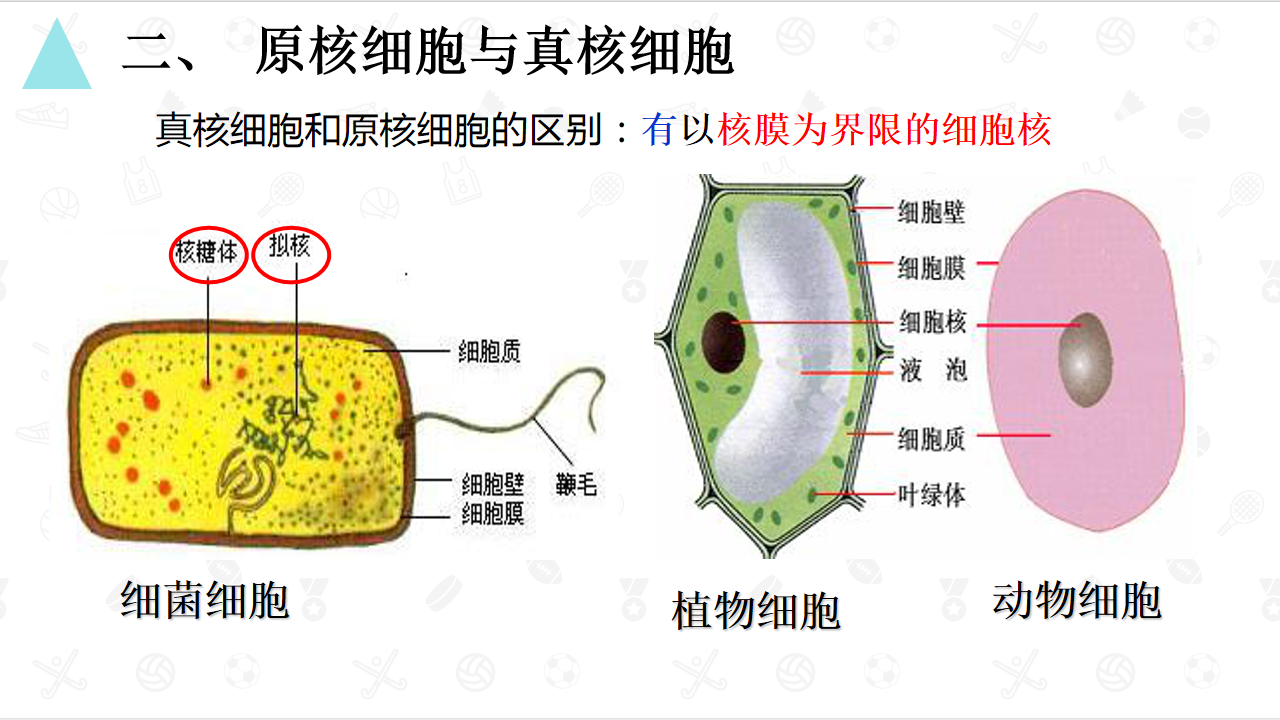 二、 原核细胞与真核细胞
真核细胞和原核细胞的区别：有以核膜为界限的细胞核
核糖体
拟核
细胞质
细胞壁
细胞膜
鞭毛
细胞壁
细胞膜
细胞核
液 泡
细胞质
叶绿体
细菌细胞
植物细胞
动物细胞